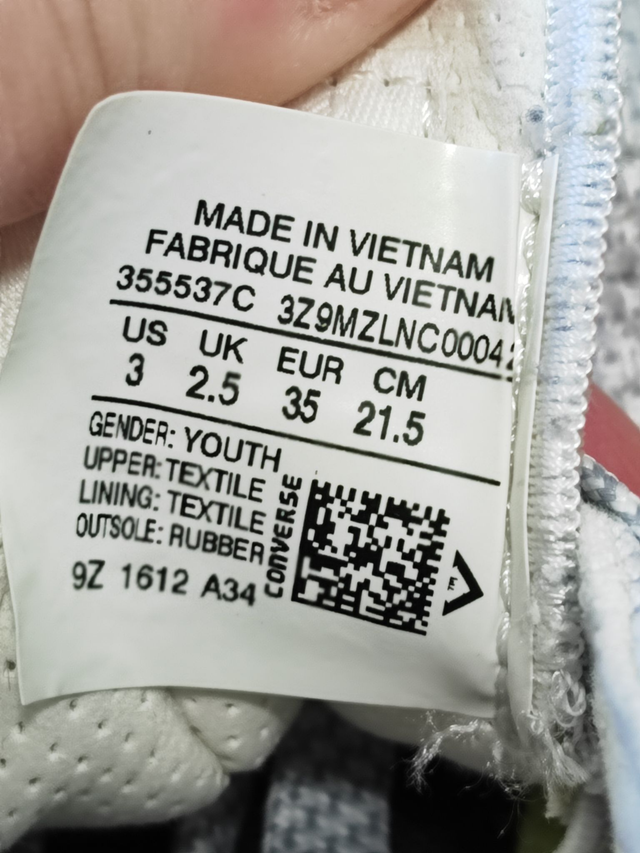 MADE IN VIETNAM
FABRIQUE AU VIETNAM
355537C 3Z9MZLNC00042
US UK EUR CM
3 2.5 35 21.5
GENDER: YOUTH
UPPER: TEXTILE
LINING: TEXTILE
OUTSOLE: RUBBER
9Z 1612 A34
CONVERSE
E